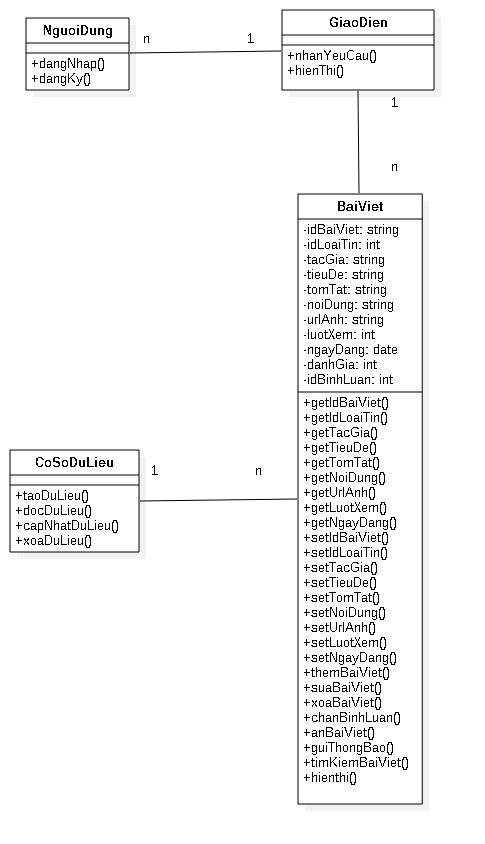 NguoiDung
+dangNhap()
+dangKy()
n
1
GiaoDien
+nhanYeuCau()
+hienThi()
1
n
BaiViet
-idBaiViet: string
-idLoaiTin: int
-tacGia: string
-tieuDe: string
-tomTat: string
-noiDung: string
-urlAnh: string
-luotXem: int
-ngayDang: date
-danhGia: int
-idBinhLuan: int
+getIdBaiViet()
+getIdLoaiTin()
+getTacGia()
+getTieuDe()
+getTomTat()
+getNoiDung()
+getUrlAnh()
+getLuotXem()
+getNgayDang()
+setIdBaiViet()
+setIdLoaiTin()
+setTacGia()
+setTieuDe()
+setTomTat()
+setNoiDung()
+setUrlAnh()
+setLuotXem()
+setNgayDang()
+themBaiViet()
+suaBaiViet()
+xoaBaiViet()
+chanBinhLuan()
+anBaiViet()
+guiThongBao()
+timKiemBaiViet()
+hienthi()
CoSoDuLieu
+taoDuLieu()
+docDuLieu()
+capNhatDuLieu()
+xoaDuLieu()
1
n